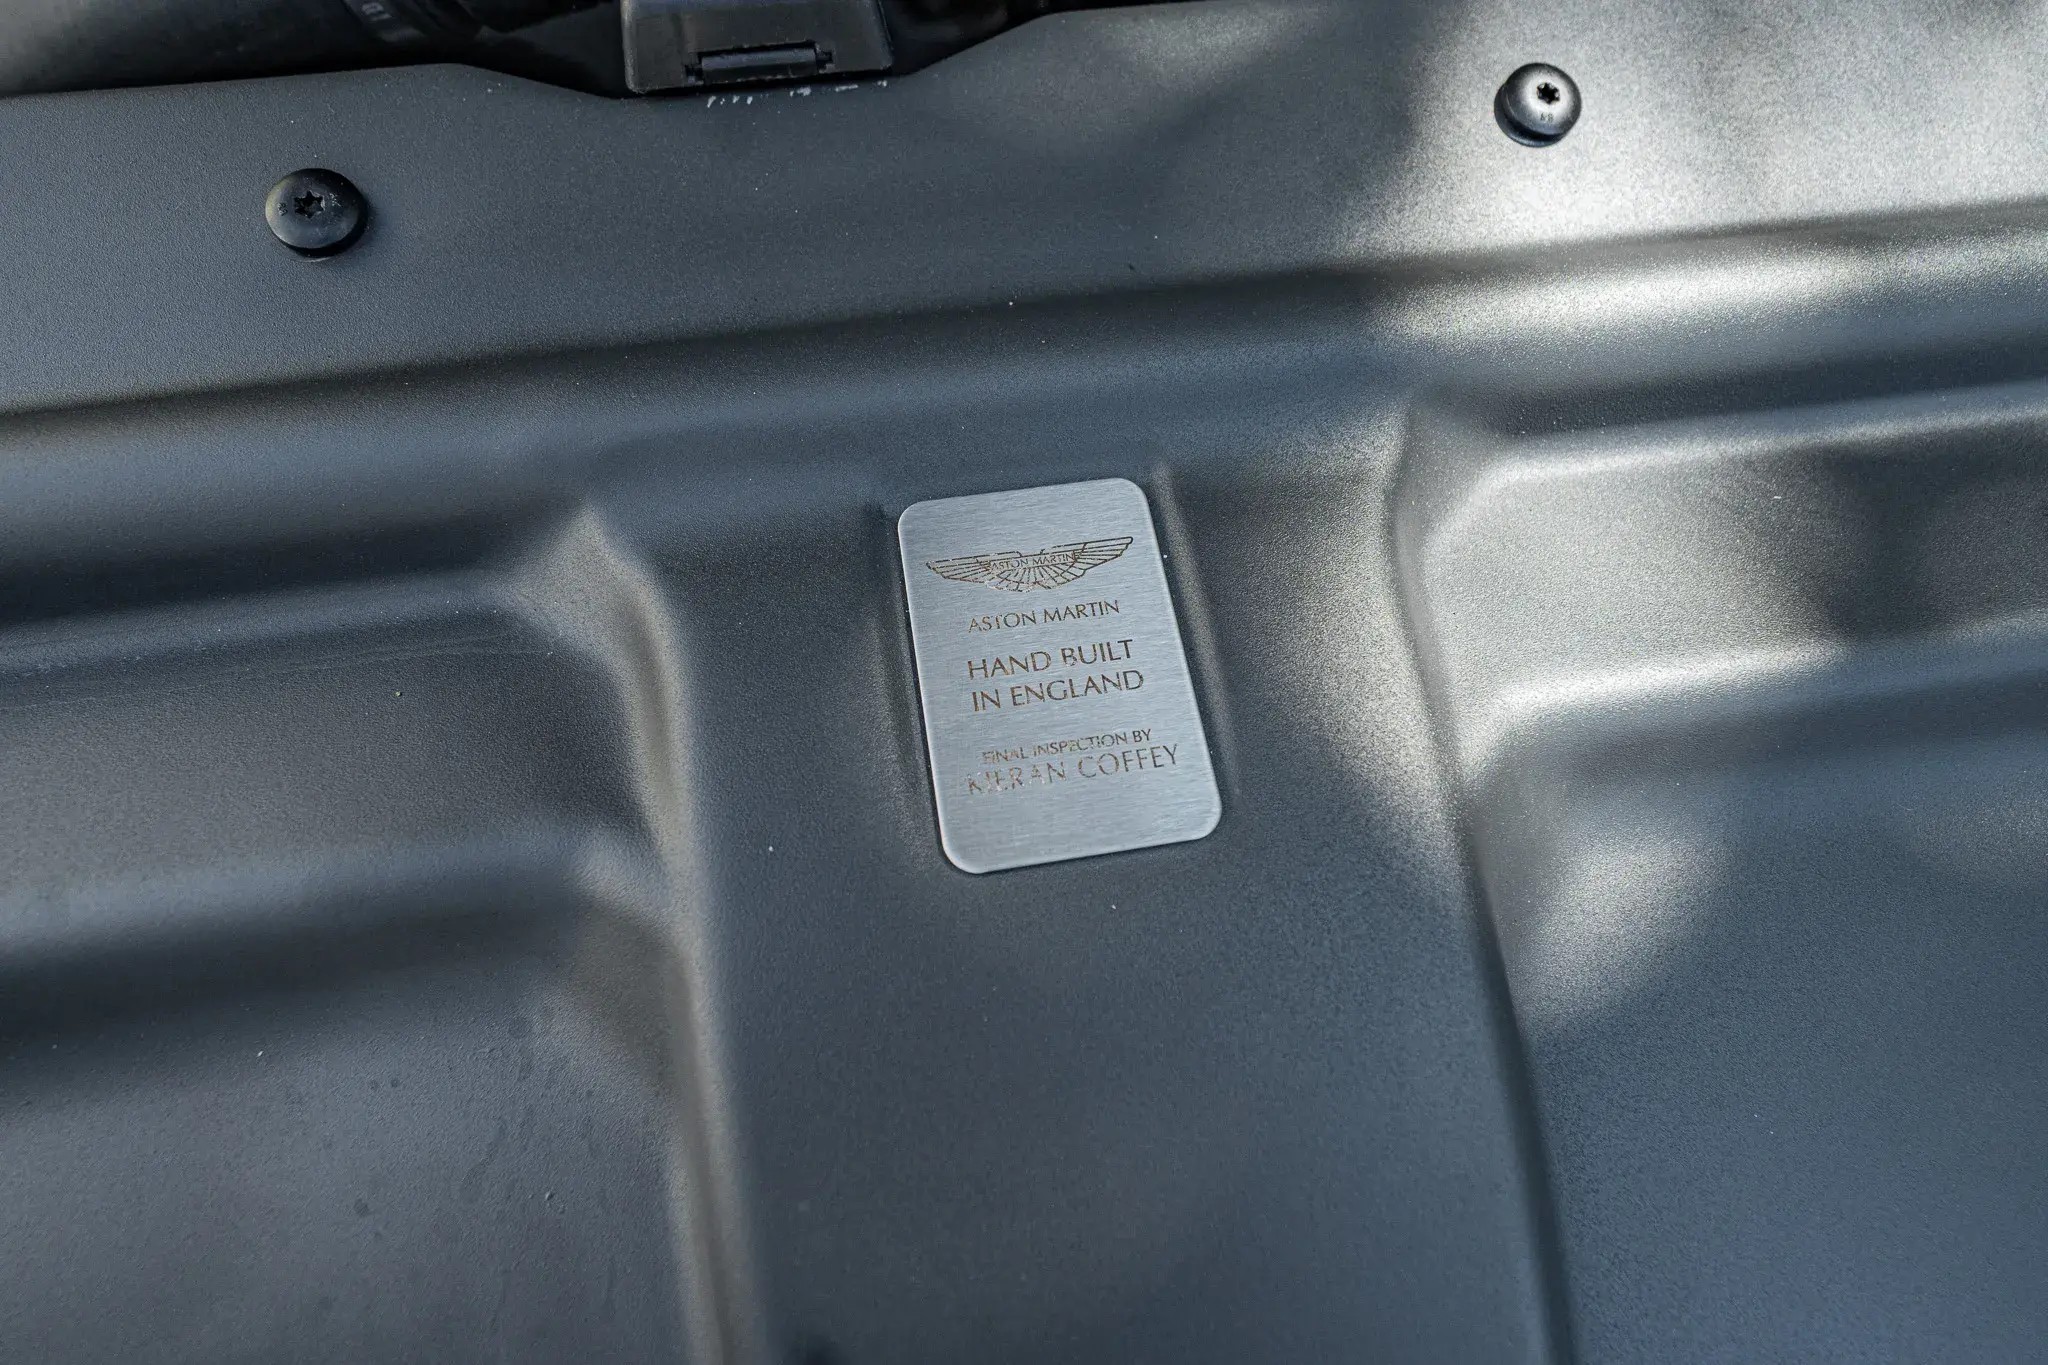 ASTON MARTIN
ASTON MARTIN
HAND BUILT
IN ENGLAND
FINAL INSPECTION BY
KIERAN COFFEY